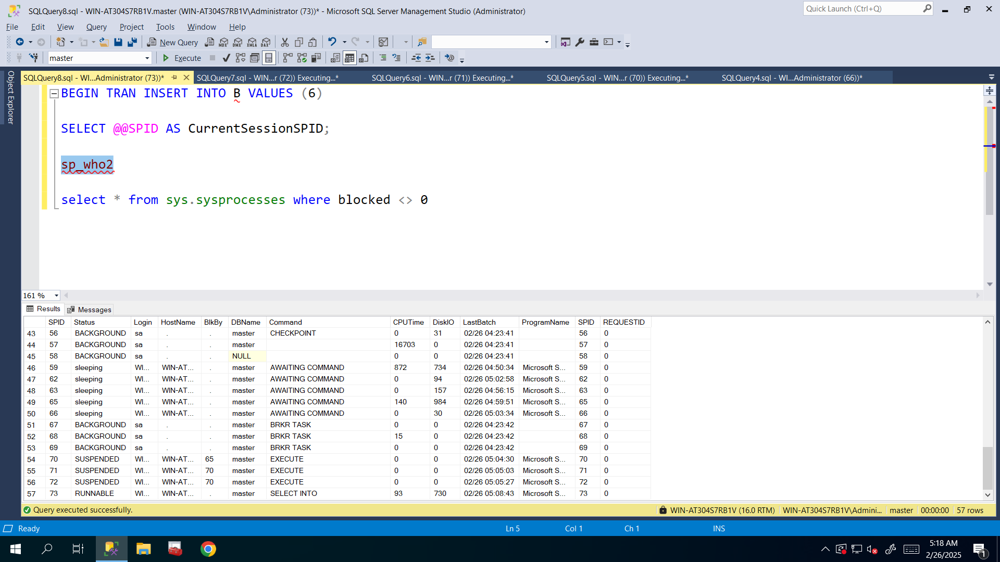 SQLQuery8.sql - WIN-AT304S7RB1V.master (WIN-AT304S7RB1V\Administrator (73))* - Microsoft SQL Server Management Studio (Administrator)
Quick Launch (Ctrl+Q)
File Edit View Query Project Tools Window Help
New Query MDX DMX XMLA DAX
master Execute
Object Explorer
SQLQuery8.sql - WI...Administrator (73))* SQLQuery7.sql - WIN...r (72)) Executing...* SQLQuery6.sql - WIN...r (71)) Executing...* SQLQuery5.sql - WIN...r (70)) Executing...* SQLQuery4.sql - WI...Administrator (66))*
BEGIN TRAN INSERT INTO B VALUES (6)
SELECT @@SPID AS CurrentSessionSPID;
sp_who2
select * from sys.sysprocesses where blocked <> 0
161 %
Results Messages
SPID Status Login HostName BlkBy DBName Command CPUTime DiskIO LastBatch ProgramName SPID REQUESTID
43 56 BACKGROUND sa . . master CHECKPOINT 0 31 02/26 04:23:41 56 0
44 57 BACKGROUND sa . . master 16703 0 02/26 04:23:41 57 0
45 58 BACKGROUND sa . . NULL 0 0 02/26 04:23:41 58 0
46 59 sleeping WI... WIN-AT... . master AWAITING COMMAND 872 734 02/26 04:50:34 Microsoft S... 59 0
47 62 sleeping WI... WIN-AT... . master AWAITING COMMAND 0 94 02/26 05:02:58 Microsoft S... 62 0
48 63 sleeping WI... WIN-AT... . master AWAITING COMMAND 0 157 02/26 04:56:15 Microsoft S... 63 0
49 65 sleeping WI... WIN-AT... . master AWAITING COMMAND 140 984 02/26 04:59:51 Microsoft S... 65 0
50 66 sleeping WI... WIN-AT... . master AWAITING COMMAND 0 30 02/26 05:03:34 Microsoft S... 66 0
51 67 BACKGROUND sa . . master BRKR TASK 0 0 02/26 04:23:42 67 0
52 68 BACKGROUND sa . . master BRKR TASK 15 0 02/26 04:23:42 68 0
53 69 BACKGROUND sa . . master BRKR TASK 0 0 02/26 04:23:42 69 0
54 70 SUSPENDED WI... WIN-AT... 65 master EXECUTE 0 0 02/26 05:04:30 Microsoft S... 70 0
55 71 SUSPENDED WI... WIN-AT... 70 master EXECUTE 0 0 02/26 05:05:03 Microsoft S... 71 0
56 72 SUSPENDED WI... WIN-AT... 70 master EXECUTE 0 0 02/26 05:05:27 Microsoft S... 72 0
57 73 RUNNABLE WI... WIN-AT... . master SELECT INTO 93 730 02/26 05:08:43 Microsoft S... 73 0
Query executed successfully. WIN-AT304S7RB1V (16.0 RTM) WIN-AT304S7RB1V\Admini... master 00:00:00 57 rows
Ready Ln 5 Col 1 Ch 1 INS
5:18 AM
2/26/2025
1